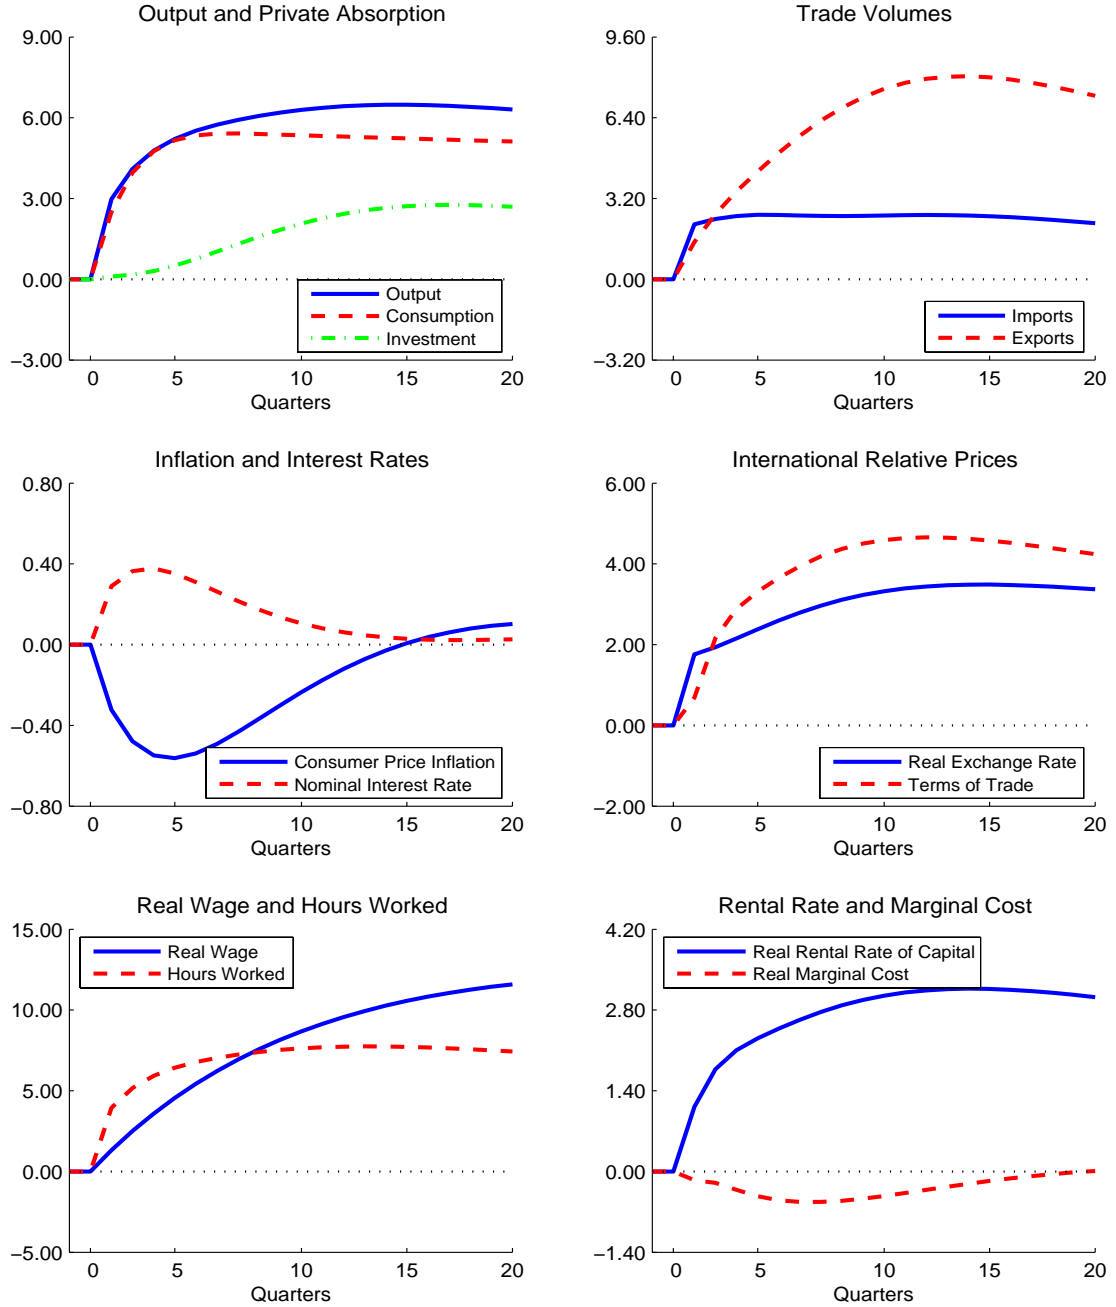 Output and Private Absorption
9.00
6.00
3.00
0.00
−3.00
Output
Consumption
Investment
0 5 10 15 20
Quarters
Trade Volumes
9.60
6.40
3.20
0.00
−3.20
Imports
Exports
0 5 10 15 20
Quarters
Inflation and Interest Rates
0.80
0.40
0.00
−0.40
−0.80
Consumer Price Inflation
Nominal Interest Rate
0 5 10 15 20
Quarters
International Relative Prices
6.00
4.00
2.00
0.00
−2.00
Real Exchange Rate
Terms of Trade
0 5 10 15 20
Quarters
Real Wage and Hours Worked
15.00
10.00
5.00
0.00
−5.00
Real Wage
Hours Worked
0 5 10 15 20
Quarters
Rental Rate and Marginal Cost
4.20
2.80
1.40
0.00
−1.40
Real Rental Rate of Capital
Real Marginal Cost
0 5 10 15 20
Quarters